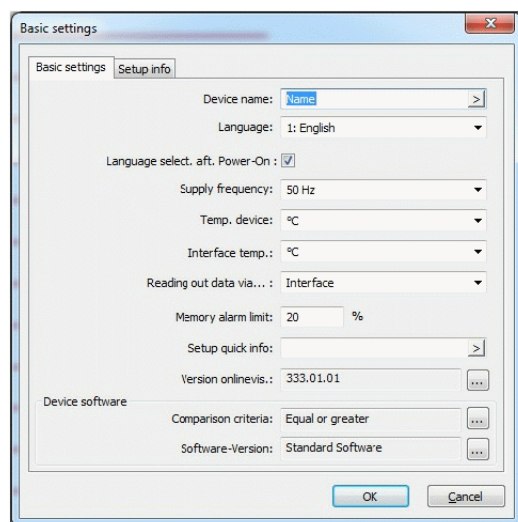 Basic settings
Basic settings Setup info
Device name: Name >
Language: 1: English
Language select. aft. Power-On :
Supply frequency: 50 Hz
Temp. device: °C
Interface temp.: °C
Reading out data via... : Interface
Memory alarm limit: 20 %
Setup quick info: >
Version onlinevis.: 333.01.01 ...
Device software
Comparison criteria: Equal or greater ...
Software-Version: Standard Software ...
OK Cancel